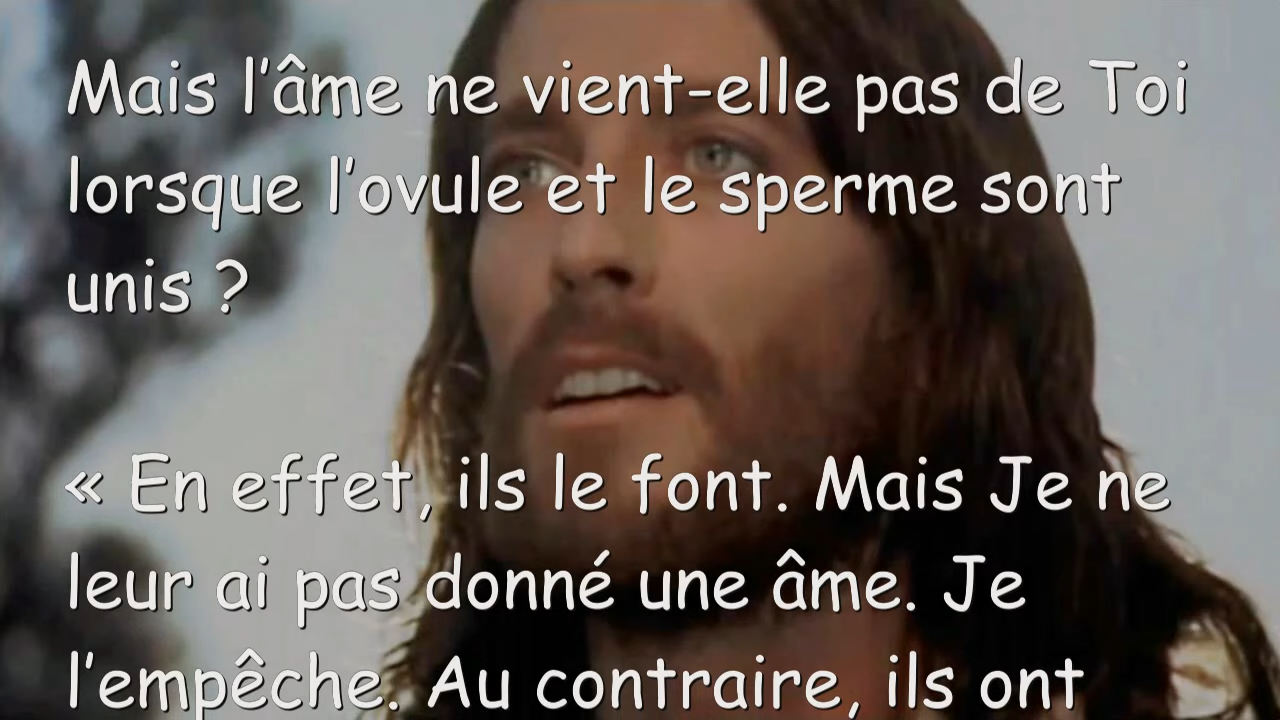 Mais l'âme ne vient-elle pas de Toi
lorsque l'ovule et le sperme sont
unis ?
« En effet, ils le font. Mais Je ne
leur ai pas donné une âme. Je
l'empêche. Au contraire, ils ont